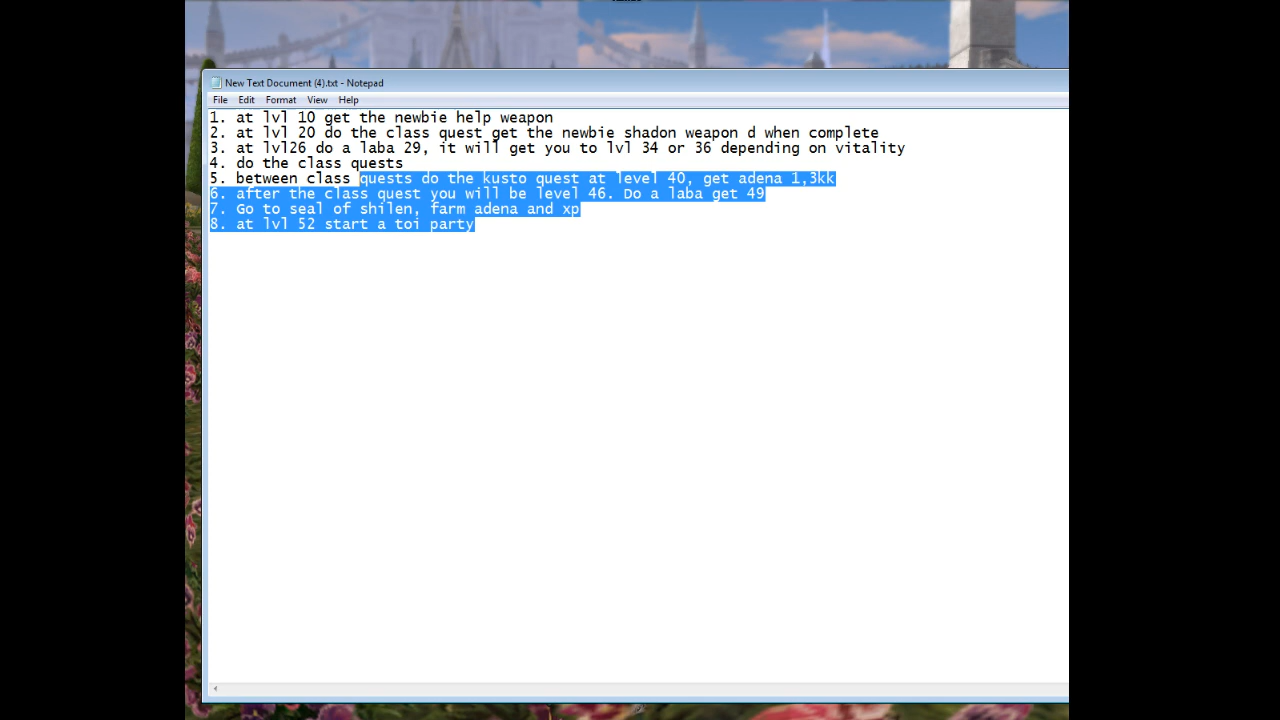 New Text Document (4).txt - Notepad
File Edit Format View Help
1. at lvl 10 get the newbie help weapon
2. at lvl 20 do the class quest get the newbie shadon weapon d when complete
3. at lvl26 do a laba 29, it will get you to lvl 34 or 36 depending on vitality
4. do the class quests
5. between class quests do the kusto quest at level 40, get adena 1,3kk
6. after the class quest you will be level 46. Do a laba get 49
7. Go to seal of shilen, farm adena and xp
8. at lvl 52 start a toi party